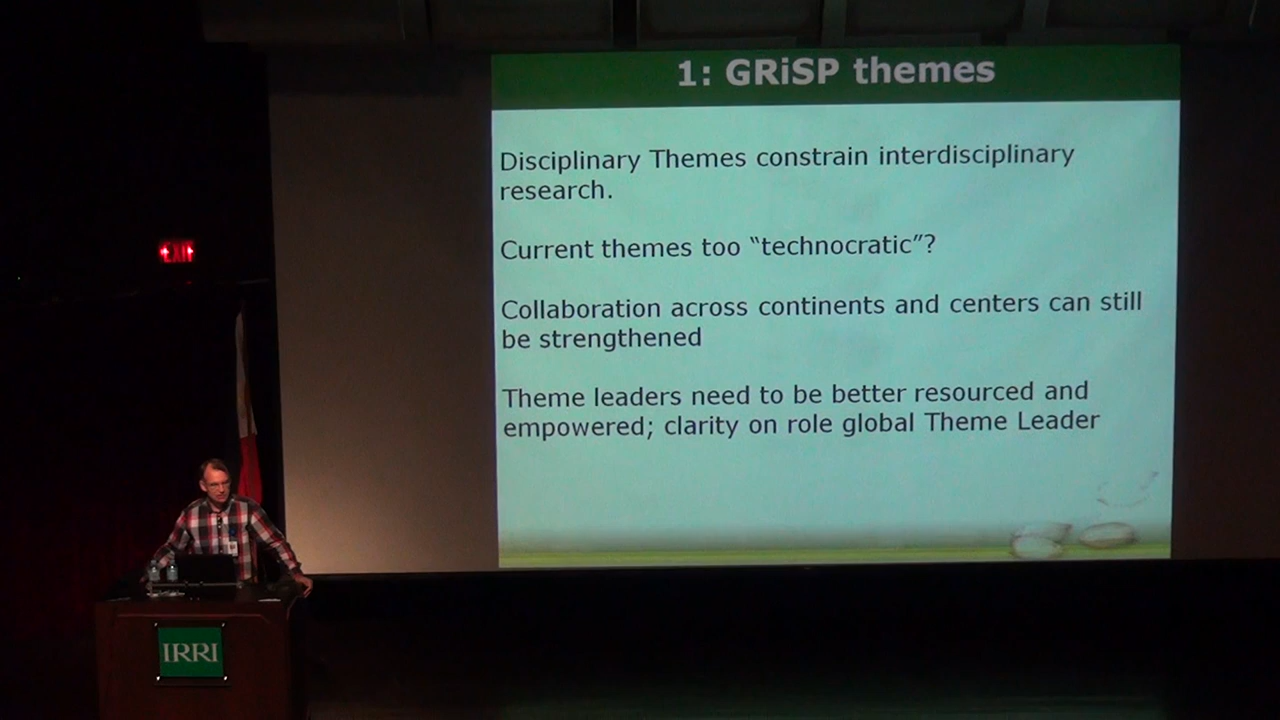 1: GRiSP themes
Disciplinary Themes constrain interdisciplinary
research.
Current themes too “technocratic”?
Collaboration across continents and centers can still
be strengthened
Theme leaders need to be better resourced and
empowered; clarity on role global Theme Leader
EXIT
IRRI